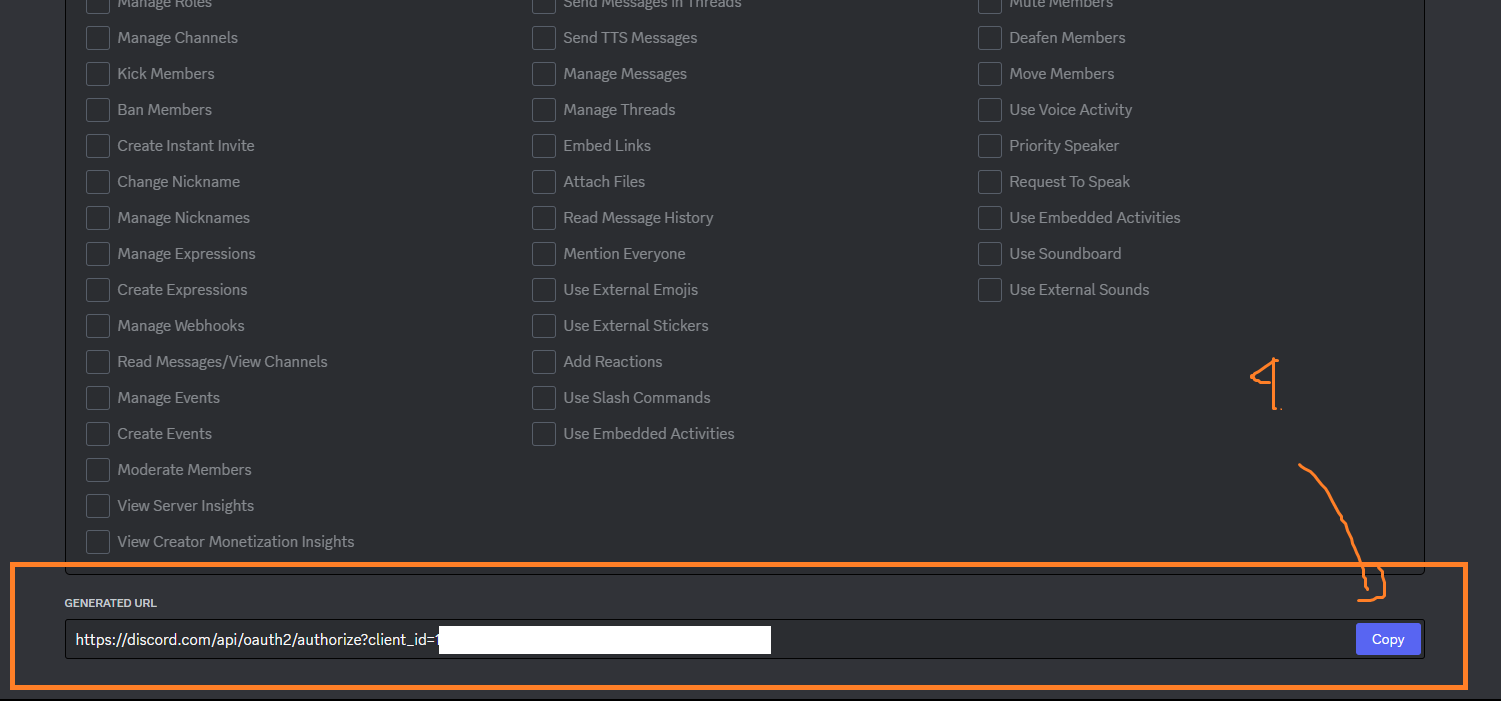 Manage Roles
Manage Channels
Kick Members
Ban Members
Create Instant Invite
Change Nickname
Manage Nicknames
Manage Expressions
Create Expressions
Manage Webhooks
Read Messages/View Channels
Manage Events
Create Events
Moderate Members
View Server Insights
View Creator Monetization Insights
Send Messages in Threads
Send TTS Messages
Manage Messages
Manage Threads
Embed Links
Attach Files
Read Message History
Mention Everyone
Use External Emojis
Use External Stickers
Add Reactions
Use Slash Commands
Use Embedded Activities
Mute Members
Deafen Members
Move Members
Use Voice Activity
Priority Speaker
Request To Speak
Use Embedded Activities
Use Soundboard
Use External Sounds
GENERATED URL
https://discord.com/api/oauth2/authorize?client_id=1
Copy